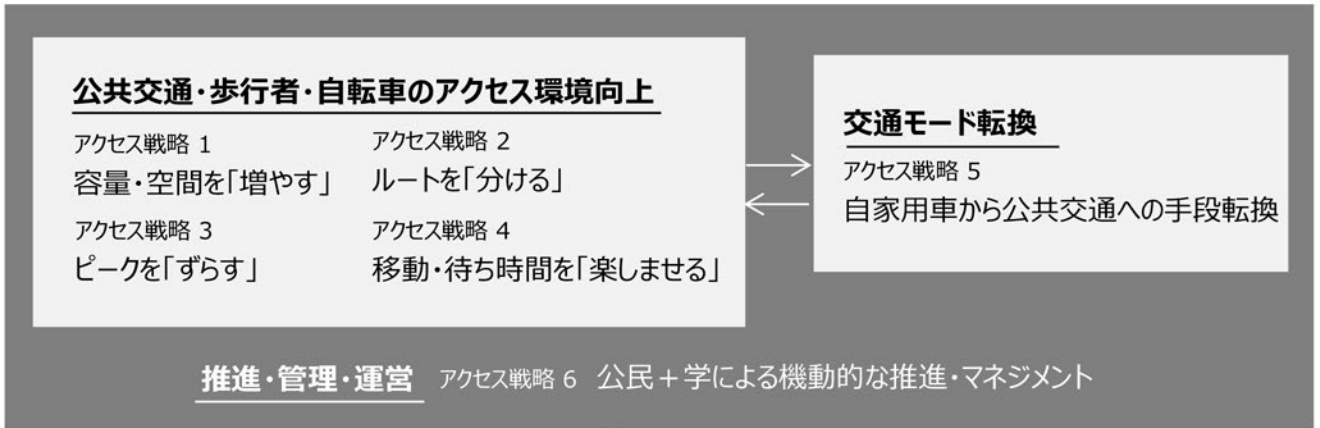 公共交通・歩行者・自転車のアクセス環境向上
アクセス戦略 1
容量・空間を「増やす」
アクセス戦略 2
ルートを「分ける」
アクセス戦略 3
ピークを「ずらす」
アクセス戦略 4
移動・待ち時間を「楽しませる」
交通モード転換
アクセス戦略 5
自家用車から公共交通への手段転換
推進・管理・運営 アクセス戦略 6 公民+学による機動的な推進・マネジメント